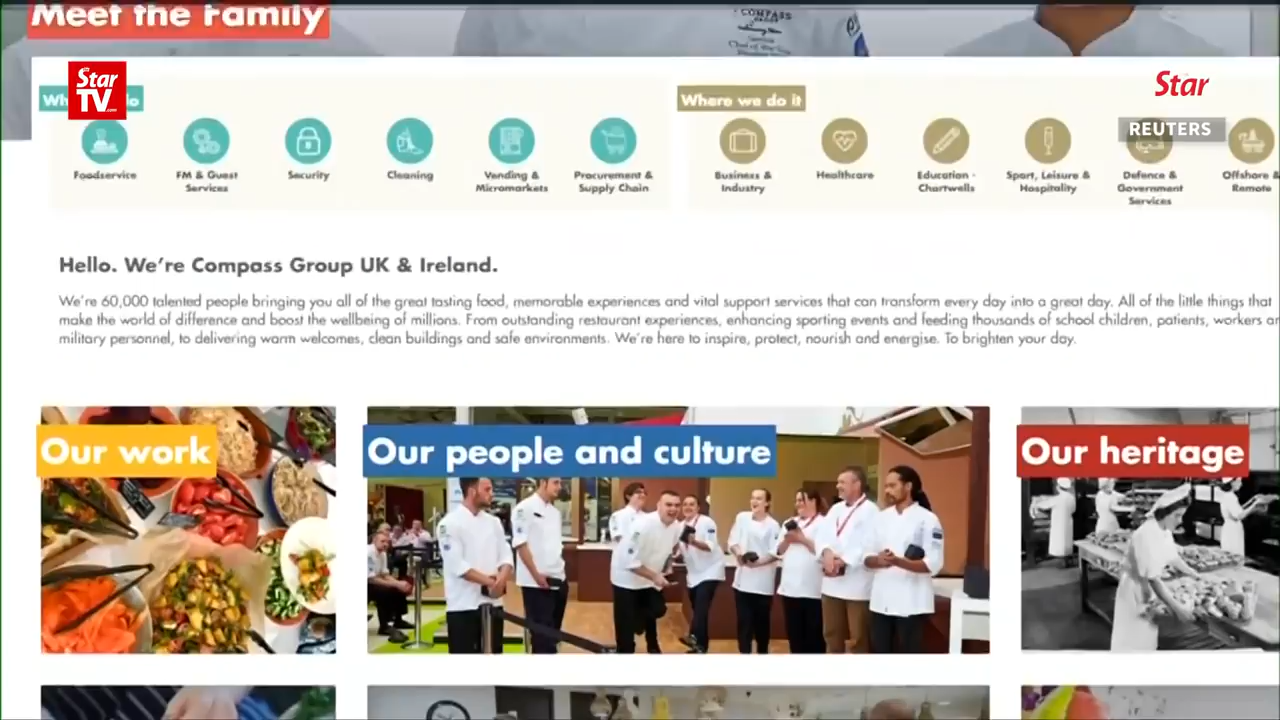 Meet the Family
COMPASS
Star
TV.com
Star
REUTERS
Where we do it
Foodservice
FM & Guest
Services
Security
Cleaning
Vending &
Micromarkets
Procurement &
Supply Chain
Business &
Industry
Healthcare
Education -
Chartwells
Sport, Leisure &
Hospitality
Defence &
Government
Services
Offshore &
Remote
Hello. We're Compass Group UK & Ireland.
We're 60,000 talented people bringing you all of the great tasting food, memorable experiences and vital support services that can transform every day into a great day. All of the little things that
make the world of difference and boost the wellbeing of millions. From outstanding restaurant experiences, enhancing sporting events and feeding thousands of school children, patients, workers an
military personnel, to delivering warm welcomes, clean buildings and safe environments. We're here to inspire, protect, nourish and energise. To brighten your day.
Our work
Our people and culture
Our heritage